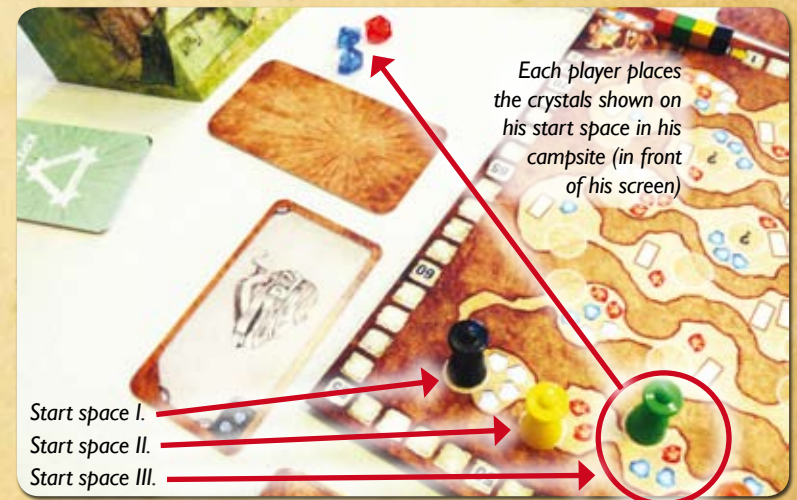 Each player places
the crystals shown on
his start space in his
campsite (in front
of his screen)
?
?
60
Start space I.
Start space II.
Start space III.